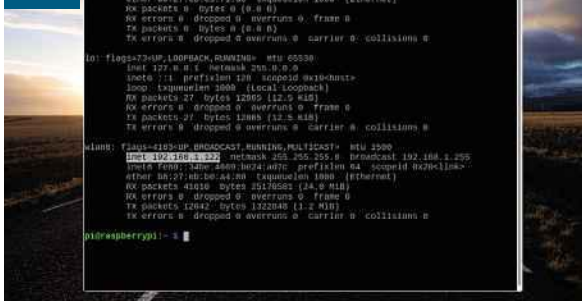 RX packets 0 bytes 0 (0.0 B)
RX errors 0 dropped 0 overruns 0 frame 0
TX packets 0 bytes 0 (0.0 B)
TX errors 0 dropped 0 overruns 0 carrier 0 collisions 0
lo: flags=73<UP,LOOPBACK,RUNNING> mtu 65536
inet 127.0.0.1 netmask 255.0.0.0
inet6 ::1 prefixlen 128 scopeid 0x10<host>
loop txqueuelen 1000 (Local Loopback)
RX packets 27 bytes (12.5 KiB)
RX errors 0 dropped 0 overruns 0 frame 0
TX packets 27 bytes (12.5 KiB)
TX errors 0 dropped 0 overruns 0 carrier 0 collisions 0
wlan0: flags=4163<UP,BROADCAST,RUNNING,MULTICAST> mtu 1500
inet 192.168.1.122 netmask 255.255.255.0 broadcast 192.168.1.255
inet6 prefixlen 64 scopeid 0x20<link>
ether txqueuelen 1000 (Ethernet)
RX packets 41010 bytes (24.0 MiB)
RX errors 0 dropped 0 overruns 0 frame 0
TX packets 12642 bytes (1.2 MiB)
TX errors 0 dropped 0 overruns 0 carrier 0 collisions 0
pi@raspberrypi:~ $